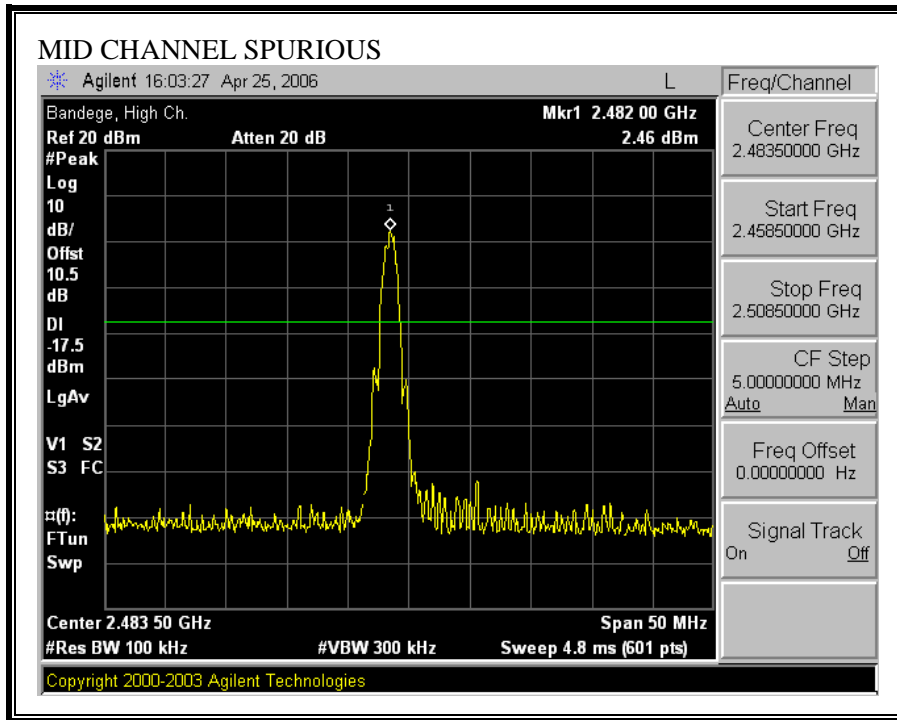 MID CHANNEL SPURIOUS
Agilent 16:03:27 Apr 25, 2006 L
Bandege, High Ch. Mkr1 2.482 00 GHz
Ref 20 dBm Atten 20 dB 2.46 dBm
#Peak
Log
10
dB/
Offst
10.5
dB
DI
-17.5
dBm
LgAv
V1 S2
S3 FC
¤(f):
FTun
Swp
1
Center 2.483 50 GHz Span 50 MHz
#Res BW 100 kHz #VBW 300 kHz Sweep 4.8 ms (601 pts)
Copyright 2000-2003 Agilent Technologies
Freq/Channel
Center Freq
2.48350000 GHz
Start Freq
2.45850000 GHz
Stop Freq
2.50850000 GHz
CF Step
5.00000000 MHz
Auto Man
Freq Offset
0.00000000 Hz
Signal Track
On Off